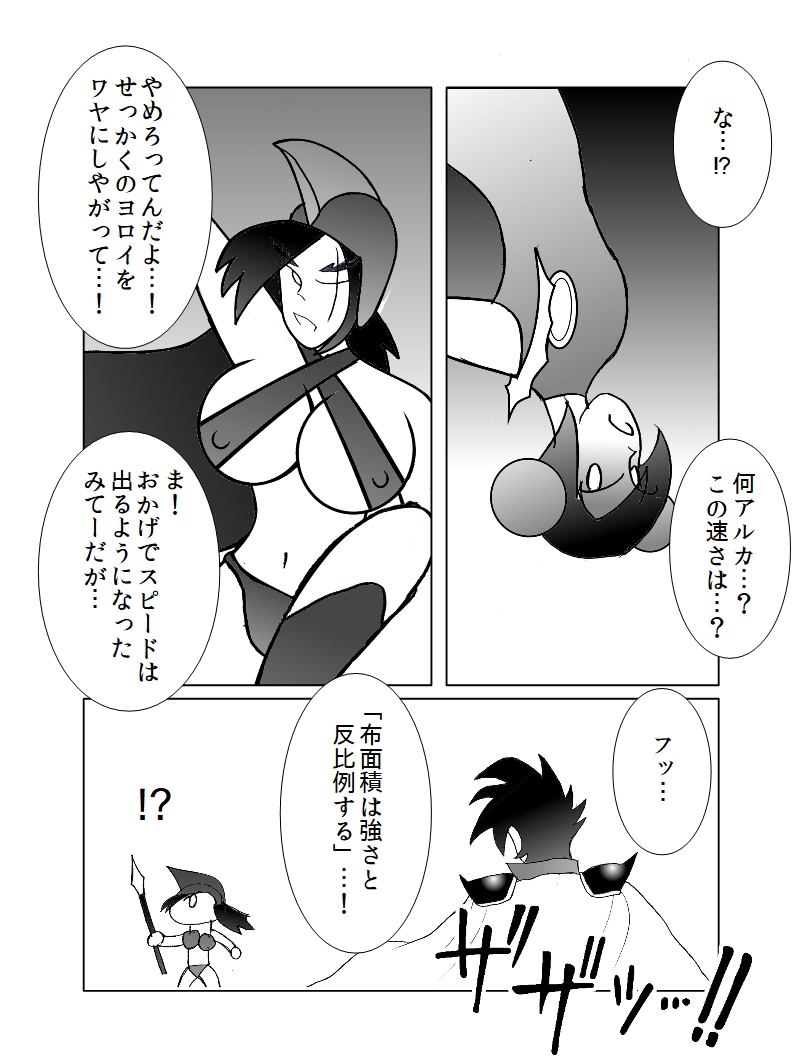 な…!?
何アルカ…?
この速さは…?
やめろってんだよ…!
せっかくのヨロイを
ワヤにしやがって…!
ま!
おかげでスピードは
出るようになった
みてーだが…
フッ…
「布面積は強さと
反比例する」…!
!?
ザザッ…!!